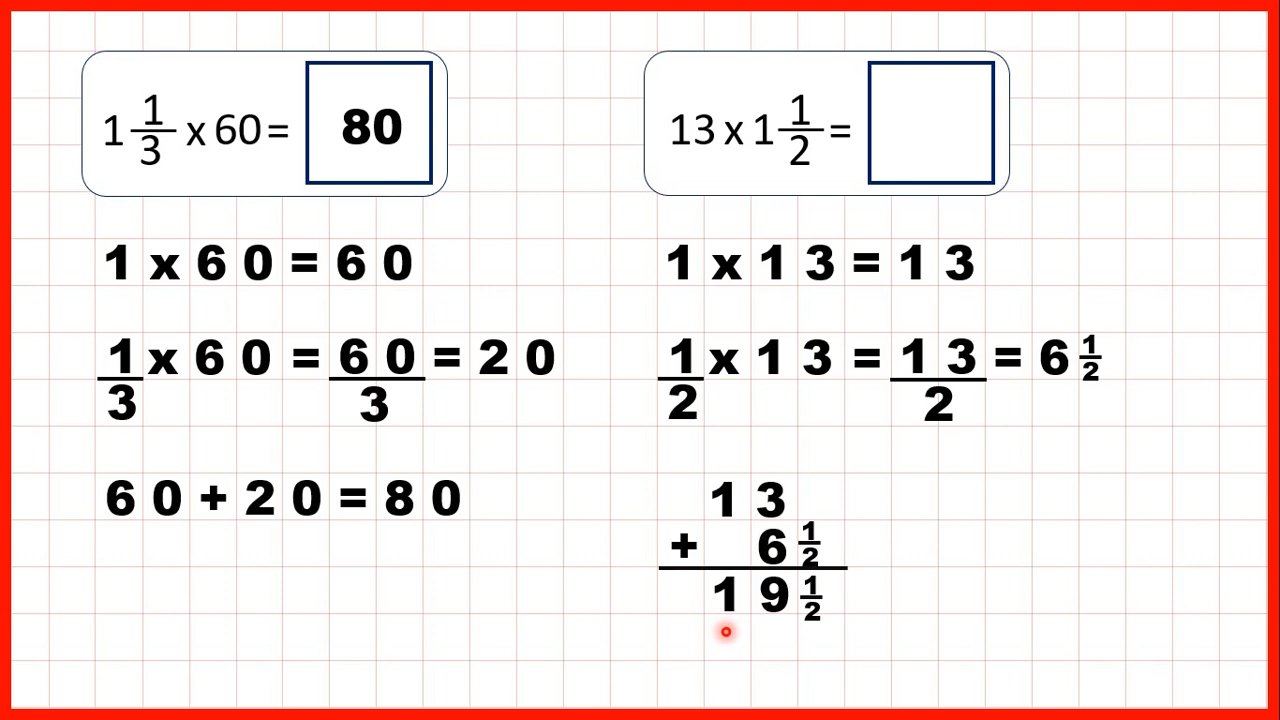 1 1/3 x 60 = 80
1 x 60 = 60
1/3 x 60 = 60/3 = 20
60 + 20 = 80
13 x 1 1/2 =
1 x 13 = 13
1/2 x 13 = 13/2 = 6 1/2
13
+ 6 1/2
19 1/2